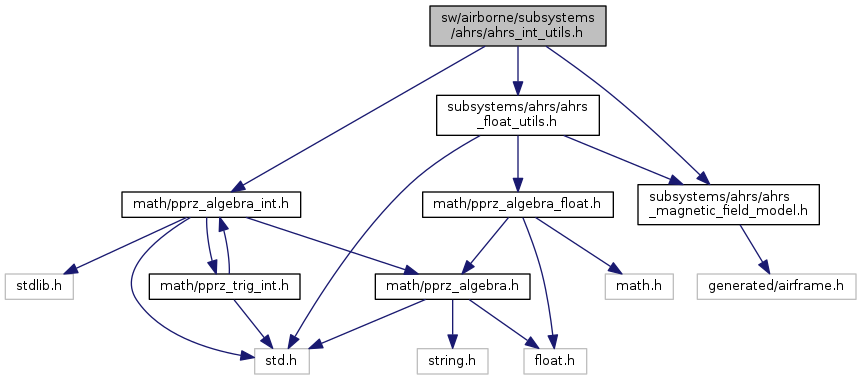 sw/airborne/subsystems
/ahrs/ahrs_int_utils.h
subsystems/ahrs/ahrs
_float_utils.h
math/pprz_algebra_int.h
math/pprz_algebra_float.h
subsystems/ahrs/ahrs
_magnetic_field_model.h
stdlib.h
math/pprz_trig_int.h
math/pprz_algebra.h
math.h
generated/airframe.h
std.h
string.h
float.h